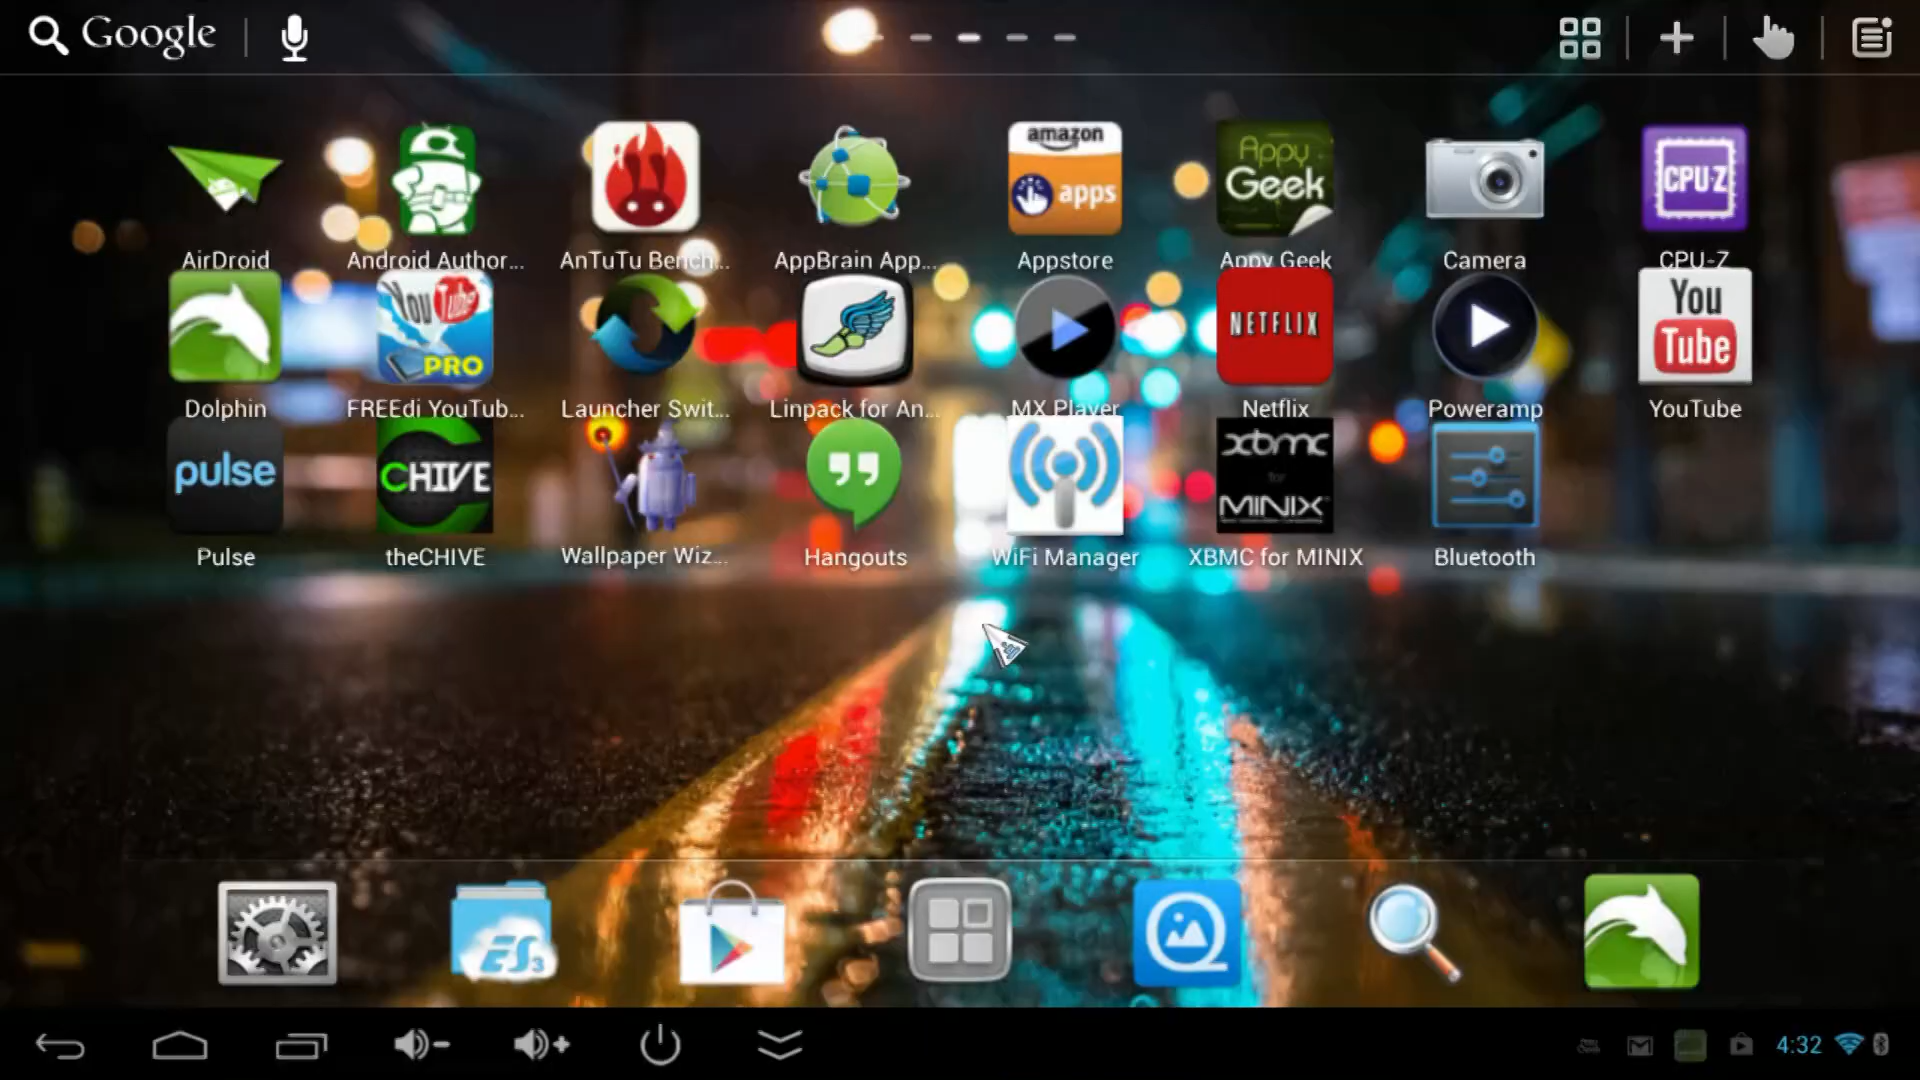 Google
amazon
apps
Appy
Geek
CPU-Z
AirDroid
Android Author...
AnTuTu Bench...
AppBrain App...
Appstore
Appy Geek
Camera
CPU-Z
You Tube
PRO
NETFLIX
You
Tube
Dolphin
FREEdi YouTub...
Launcher Swit...
Linpack for An...
MX Player
Netflix
Poweramp
YouTube
pulse
CHIVE
xbmc
for
MINIX
Pulse
theCHIVE
Wallpaper Wiz...
Hangouts
WiFi Manager
XBMC for MINIX
Bluetooth
ES3
4:32